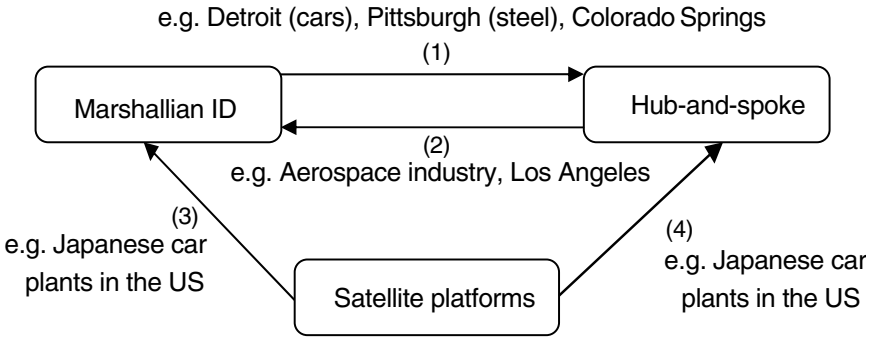 e.g. Detroit (cars), Pittsburgh (steel), Colorado Springs
(1)
Marshallian ID
Hub-and-spoke
(2)
e.g. Aerospace industry, Los Angeles
(3)
e.g. Japanese car
plants in the US
(4)
e.g. Japanese car
plants in the US
Satellite platforms